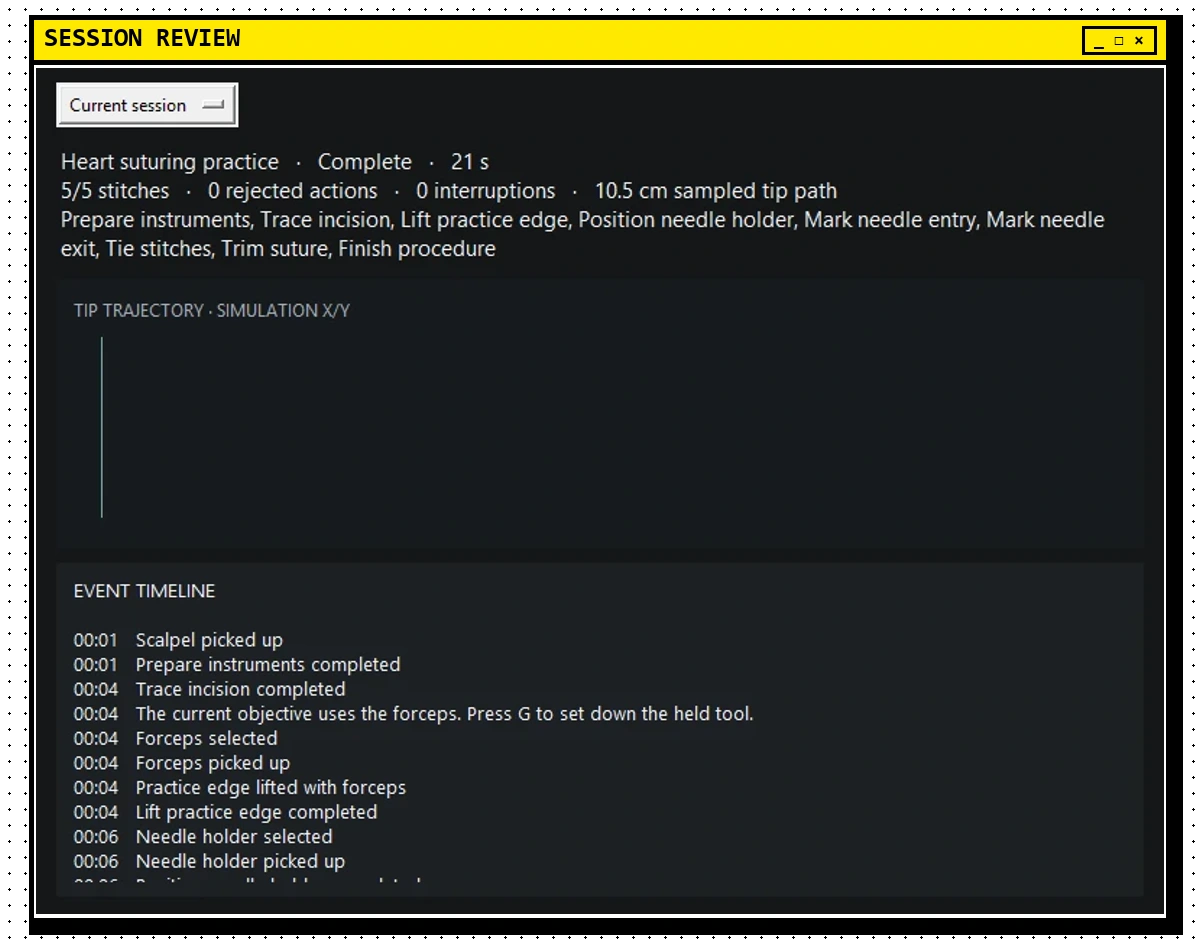 SESSION REVIEW
Current session
Heart suturing practice · Complete · 21 s
5/5 stitches · 0 rejected actions · 0 interruptions · 10.5 cm sampled tip path
Prepare instruments, Trace incision, Lift practice edge, Position needle holder, Mark needle entry, Mark needle
exit, Tie stitches, Trim suture, Finish procedure
TIP TRAJECTORY · SIMULATION X/Y
EVENT TIMELINE
00:01 Scalpel picked up
00:01 Prepare instruments completed
00:04 Trace incision completed
00:04 The current objective uses the forceps. Press G to set down the held tool.
00:04 Forceps selected
00:04 Forceps picked up
00:04 Practice edge lifted with forceps
00:04 Lift practice edge completed
00:06 Needle holder selected
00:06 Needle holder picked up